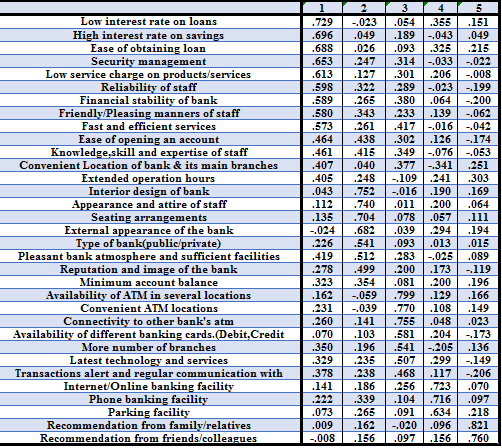 1 2 3 4 5
Low interest rate on loans .729 -.023 .054 .355 .151
High interest rate on savings .696 .049 .189 -.043 .049
Ease of obtaining loan .688 .026 .093 .325 .215
Security management .653 .247 .314 -.033 -.022
Low service charge on products/services .613 .127 .301 .206 -.008
Reliability of staff .598 .322 .289 -.023 -.199
Financial stability of bank .589 .265 .380 .064 -.200
Friendly/Pleasing manners of staff .580 .343 .233 .139 -.062
Fast and efficient services .573 .261 .417 -.016 -.042
Ease of opening an account .464 .438 .302 .126 -.174
Knowledge,skill and expertise of staff .461 .415 .349 -.076 -.053
Convenient Location of bank & its main branches .407 .040 .377 -.341 .251
Extended operation hours .405 .248 -.109 .241 .303
Interior design of bank .043 .752 -.016 .190 .169
Appearance and attire of staff .112 .740 .011 .200 .064
Seating arrangements .135 .704 .078 .057 .111
External appearance of the bank -.024 .682 .039 .294 .194
Type of bank(public/private) .226 .541 .093 .013 .015
Pleasant bank atmosphere and sufficient facilities .419 .512 .283 -.025 .089
Reputation and image of the bank .278 .499 .200 .173 -.119
Minimum account balance .323 .354 .081 .200 .196
Availability of ATM in several locations .162 -.059 .799 .129 .166
Convenient ATM locations .231 -.039 .770 .108 .149
Connectivity to other bank's atm .260 .141 .755 .048 .023
Availability of different banking cards.(Debit,Credit .070 .103 .581 .204 -.173
More number of branches .350 .196 .541 -.205 .136
Latest technology and services .329 .235 .507 .299 -.149
Transactions alert and regular communication with .378 .238 .468 .117 -.206
Internet/Online banking facility .141 .186 .256 .723 .070
Phone banking facility .222 .339 .104 .716 .097
Parking facility .073 .265 .091 .634 .218
Recommendation from family/relatives .009 .162 -.020 .096 .821
Recommendation from friends/colleagues -.008 .156 .097 .156 .760